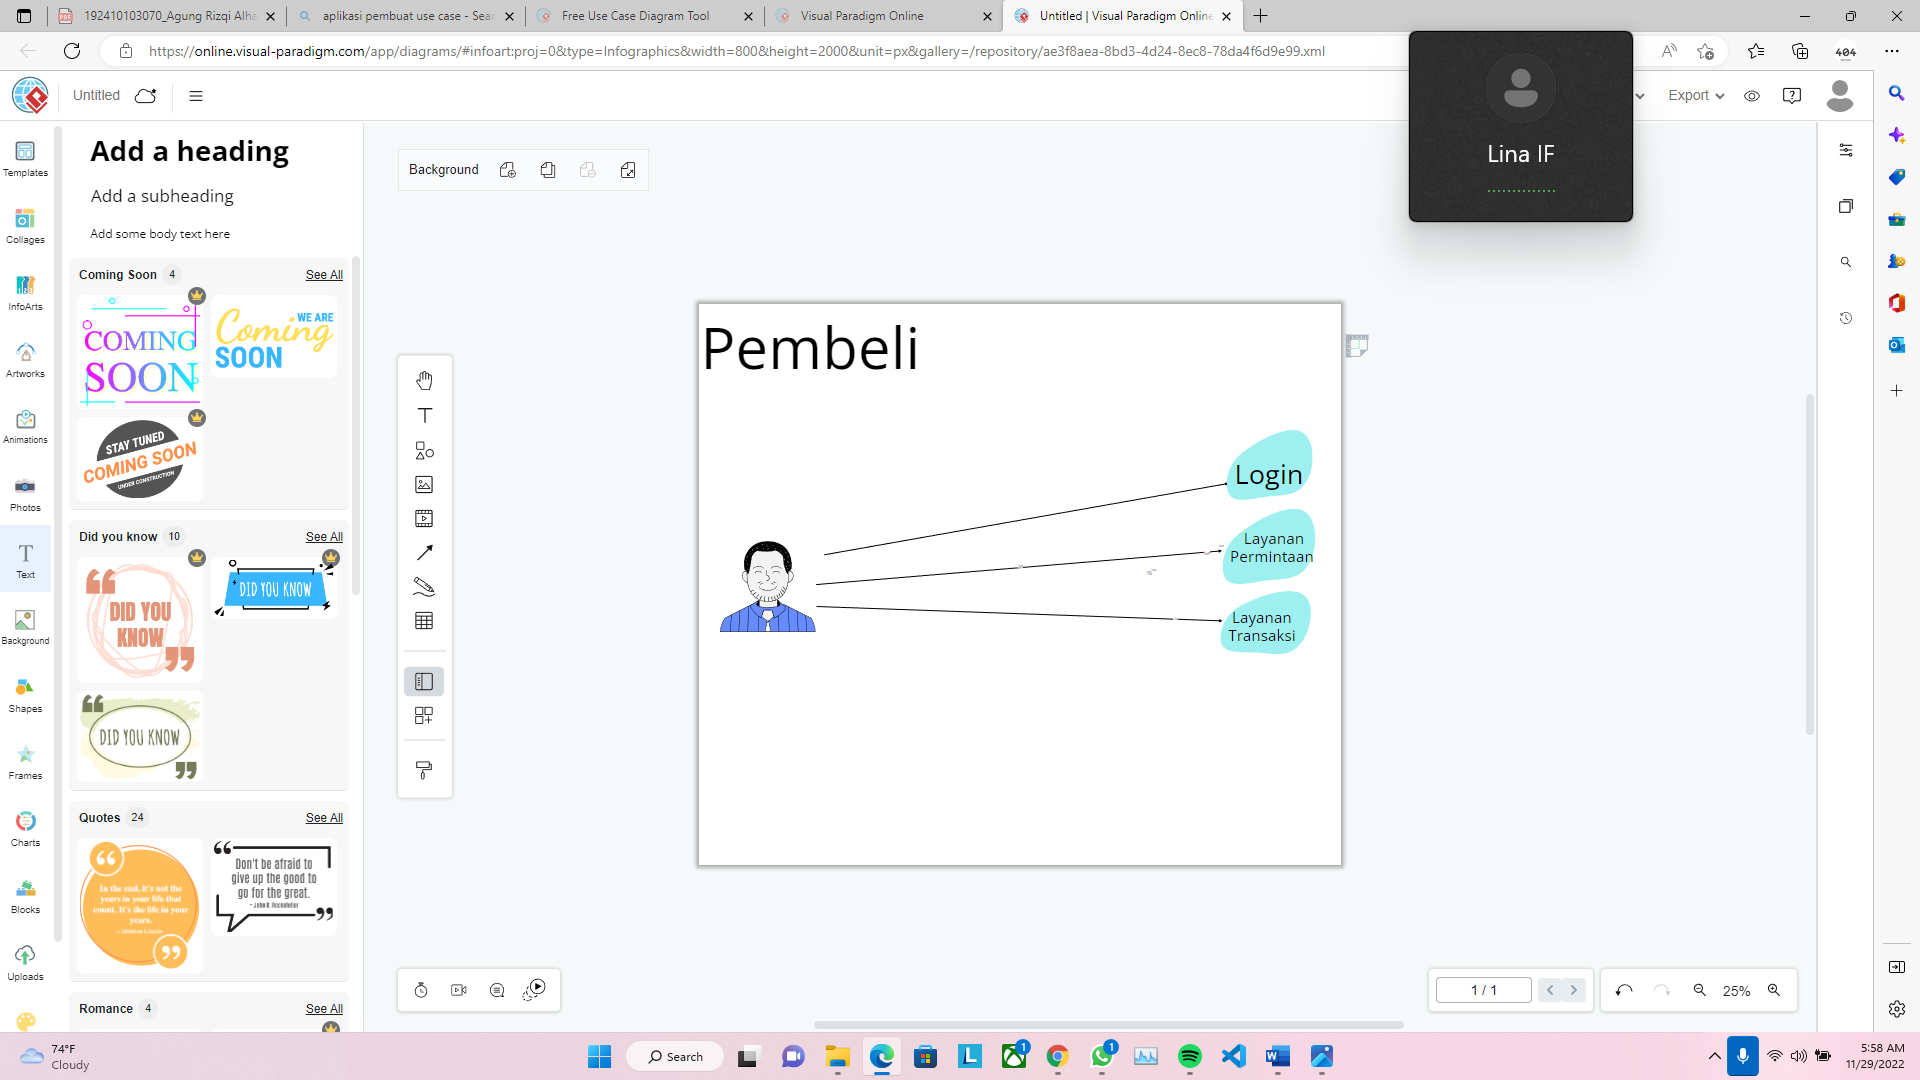 192410103070_Agung Rizqi Alha
aplikasi pembuat use case - Sear
Free Use Case Diagram Tool
Visual Paradigm Online
Untitled | Visual Paradigm Online
https://online.visual-paradigm.com/app/diagrams/#infoart:proj=0&type=Infographics&width=800&height=2000&unit=px&gallery=/repository/ae3f8aea-8bd3-4d24-8ec8-78da4f6d9e99.xml
404
Untitled
Export
Lina IF
Templates
Collages
InfoArts
Artworks
Animations
Photos
Text
Background
Shapes
Frames
Charts
Blocks
Uploads
Add a heading
Add a subheading
Add some body text here
Coming Soon 4 See All
COMING
SOON
WE ARE
Coming
SOON
STAY TUNED
COMING SOON
UNDER CONSTRUCTION
Did you know 10 See All
DID YOU
KNOW
DID YOU KNOW
DID YOU KNOW
Quotes 24 See All
In the end, it's not the
years in your life that
count. It's the life in your
years.
~ Abraham Lincoln
Don't be afraid to
give up the good to
go for the great.
~ John D. Rockefeller
Romance 4 See All
Background
Pembeli
Login
Layanan
Permintaan
Layanan
Transaksi
1 / 1
25%
74°F
Cloudy
Search
1
1
5:58 AM
11/29/2022